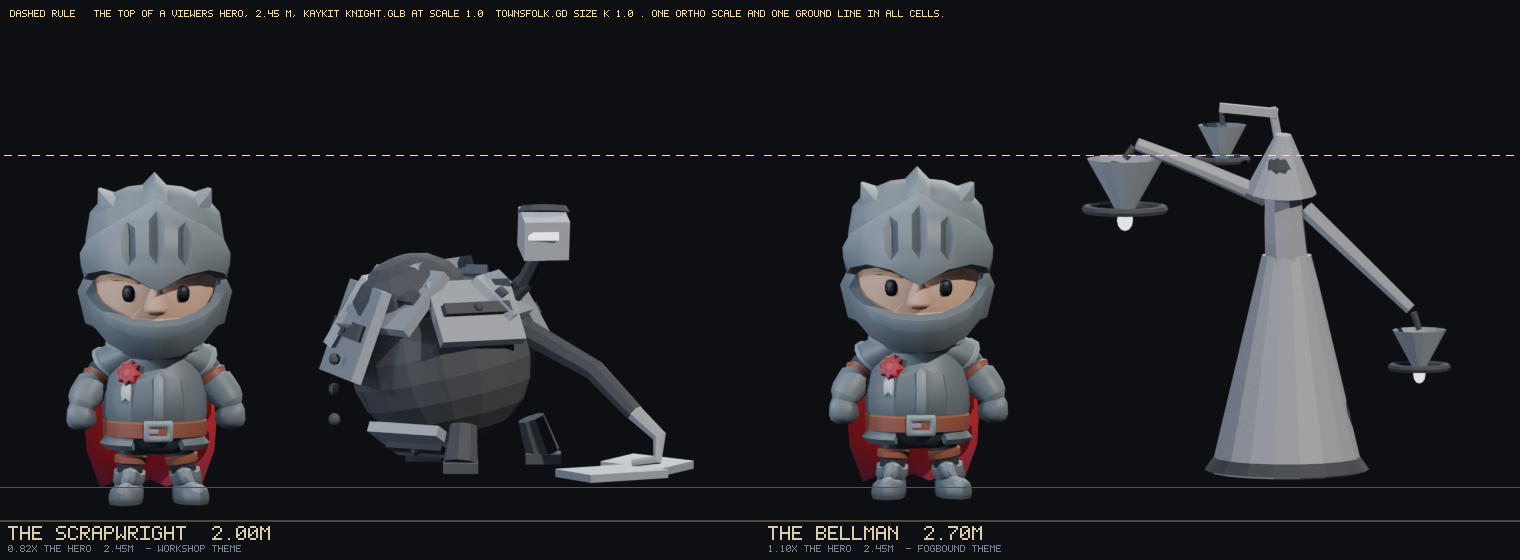 DASHED RULE   THE TOP OF A VIEWERS HERO, 2.45 M, KAYKIT KNIGHT.GLB AT SCALE 1.0  TOWNSFOLK.GD SIZE K 1.0 . ONE ORTHO SCALE AND ONE GROUND LINE IN ALL CELLS.
THE SCRAPWRIGHT  2.00M
0.82X THE HERO  2.45M  – WORKSHOP THEME
THE BELLMAN  2.70M
1.10X THE HERO  2.45M  – FOGBOUND THEME